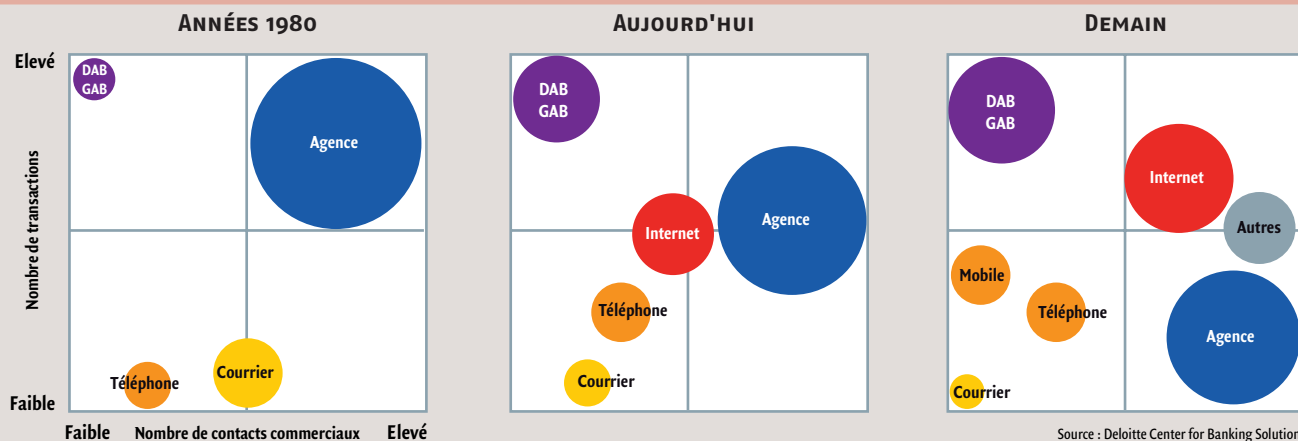 ANNÉES 1980
Elevé
DAB
GAB
Agence
Nombre de transactions
Téléphone
Courrier
Faible
Faible
Nombre de contacts commerciaux
Elevé
AUJOURD'HUI
DAB
GAB
Internet
Agence
Téléphone
Courrier
DEMAIN
DAB
GAB
Internet
Autres
Mobile
Téléphone
Agence
Courrier
Source : Deloitte Center for Banking Solution